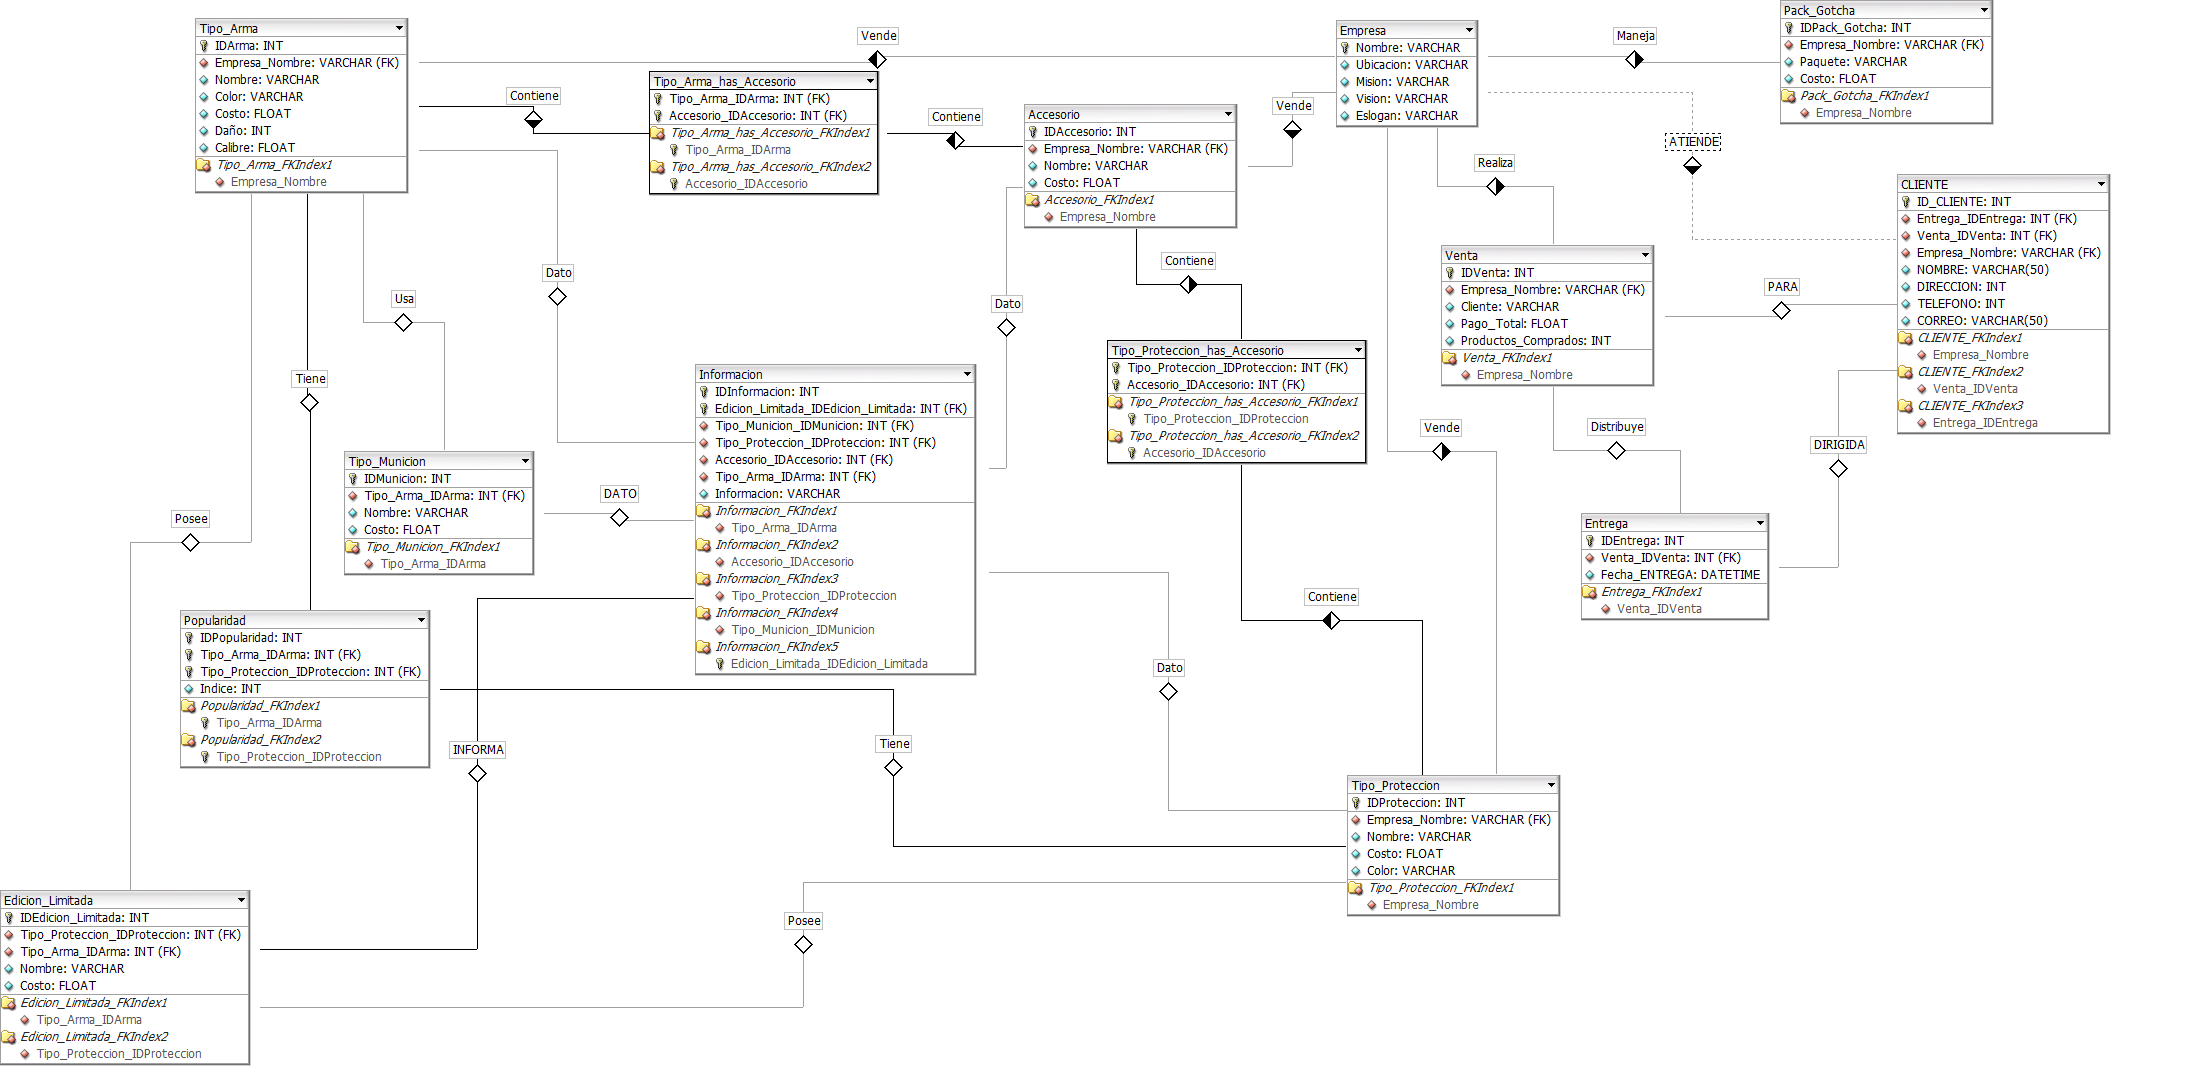 Tipo_Arma
IDArma: INT
Empresa_Nombre: VARCHAR (FK)
Nombre: VARCHAR
Color: VARCHAR
Costo: FLOAT
Daño: INT
Calibre: FLOAT
Tipo_Arma_FKIndex1
Empresa_Nombre
Vende
Contiene
Tipo_Arma_has_Accesorio
Tipo_Arma_IDArma: INT (FK)
Accesorio_IDAccesorio: INT (FK)
Tipo_Arma_has_Accesorio_FKIndex1
Tipo_Arma_IDArma
Tipo_Arma_has_Accesorio_FKIndex2
Accesorio_IDAccesorio
Contiene
Accesorio
IDAccesorio: INT
Empresa_Nombre: VARCHAR (FK)
Nombre: VARCHAR
Costo: FLOAT
Accesorio_FKIndex1
Empresa_Nombre
Vende
Empresa
Nombre: VARCHAR
Ubicacion: VARCHAR
Mision: VARCHAR
Vision: VARCHAR
Eslogan: VARCHAR
Maneja
Pack_Gotcha
IDPack_Gotcha: INT
Empresa_Nombre: VARCHAR (FK)
Paquete: VARCHAR
Costo: FLOAT
Pack_Gotcha_FKIndex1
Empresa_Nombre
ATIENDE
Realiza
CLIENTE
ID_CLIENTE: INT
Entrega_IDEntrega: INT (FK)
Venta_IDVenta: INT (FK)
Empresa_Nombre: VARCHAR (FK)
NOMBRE: VARCHAR(50)
DIRECCION: INT
TELEFONO: INT
CORREO: VARCHAR(50)
CLIENTE_FKIndex1
Empresa_Nombre
CLIENTE_FKIndex2
Venta_IDVenta
CLIENTE_FKIndex3
Entrega_IDEntrega
Venta
IDVenta: INT
Empresa_Nombre: VARCHAR (FK)
Cliente: VARCHAR
Pago_Total: FLOAT
Productos_Comprados: INT
Venta_FKIndex1
Empresa_Nombre
PARA
Dato
Usa
Contiene
Dato
Tiene
Tipo_Proteccion_has_Accesorio
Tipo_Proteccion_IDProteccion: INT (FK)
Accesorio_IDAccesorio: INT (FK)
Tipo_Proteccion_has_Accesorio_FKIndex1
Tipo_Proteccion_IDProteccion
Tipo_Proteccion_has_Accesorio_FKIndex2
Accesorio_IDAccesorio
Informacion
IDInformacion: INT
Edicion_Limitada_IDEdicion_Limitada: INT (FK)
Tipo_Municion_IDMunicion: INT (FK)
Tipo_Proteccion_IDProteccion: INT (FK)
Accesorio_IDAccesorio: INT (FK)
Tipo_Arma_IDArma: INT (FK)
Informacion: VARCHAR
Informacion_FKIndex1
Tipo_Arma_IDArma
Informacion_FKIndex2
Accesorio_IDAccesorio
Informacion_FKIndex3
Tipo_Proteccion_IDProteccion
Informacion_FKIndex4
Tipo_Municion_IDMunicion
Informacion_FKIndex5
Edicion_Limitada_IDEdicion_Limitada
Vende
Distribuye
DIRIGIDA
Tipo_Municion
IDMunicion: INT
Tipo_Arma_IDArma: INT (FK)
Nombre: VARCHAR
Costo: FLOAT
Tipo_Municion_FKIndex1
Tipo_Arma_IDArma
DATO
Posee
Entrega
IDEntrega: INT
Venta_IDVenta: INT (FK)
Fecha_ENTREGA: DATETIME
Entrega_FKIndex1
Venta_IDVenta
Contiene
Popularidad
IDPopularidad: INT
Tipo_Arma_IDArma: INT (FK)
Tipo_Proteccion_IDProteccion: INT (FK)
Indice: INT
Popularidad_FKIndex1
Tipo_Arma_IDArma
Popularidad_FKIndex2
Tipo_Proteccion_IDProteccion
Dato
INFORMA
Tiene
Tipo_Proteccion
IDProteccion: INT
Empresa_Nombre: VARCHAR (FK)
Nombre: VARCHAR
Costo: FLOAT
Color: VARCHAR
Tipo_Proteccion_FKIndex1
Empresa_Nombre
Posee
Edicion_Limitada
IDEdicion_Limitada: INT
Tipo_Proteccion_IDProteccion: INT (FK)
Tipo_Arma_IDArma: INT (FK)
Nombre: VARCHAR
Costo: FLOAT
Edicion_Limitada_FKIndex1
Tipo_Arma_IDArma
Edicion_Limitada_FKIndex2
Tipo_Proteccion_IDProteccion